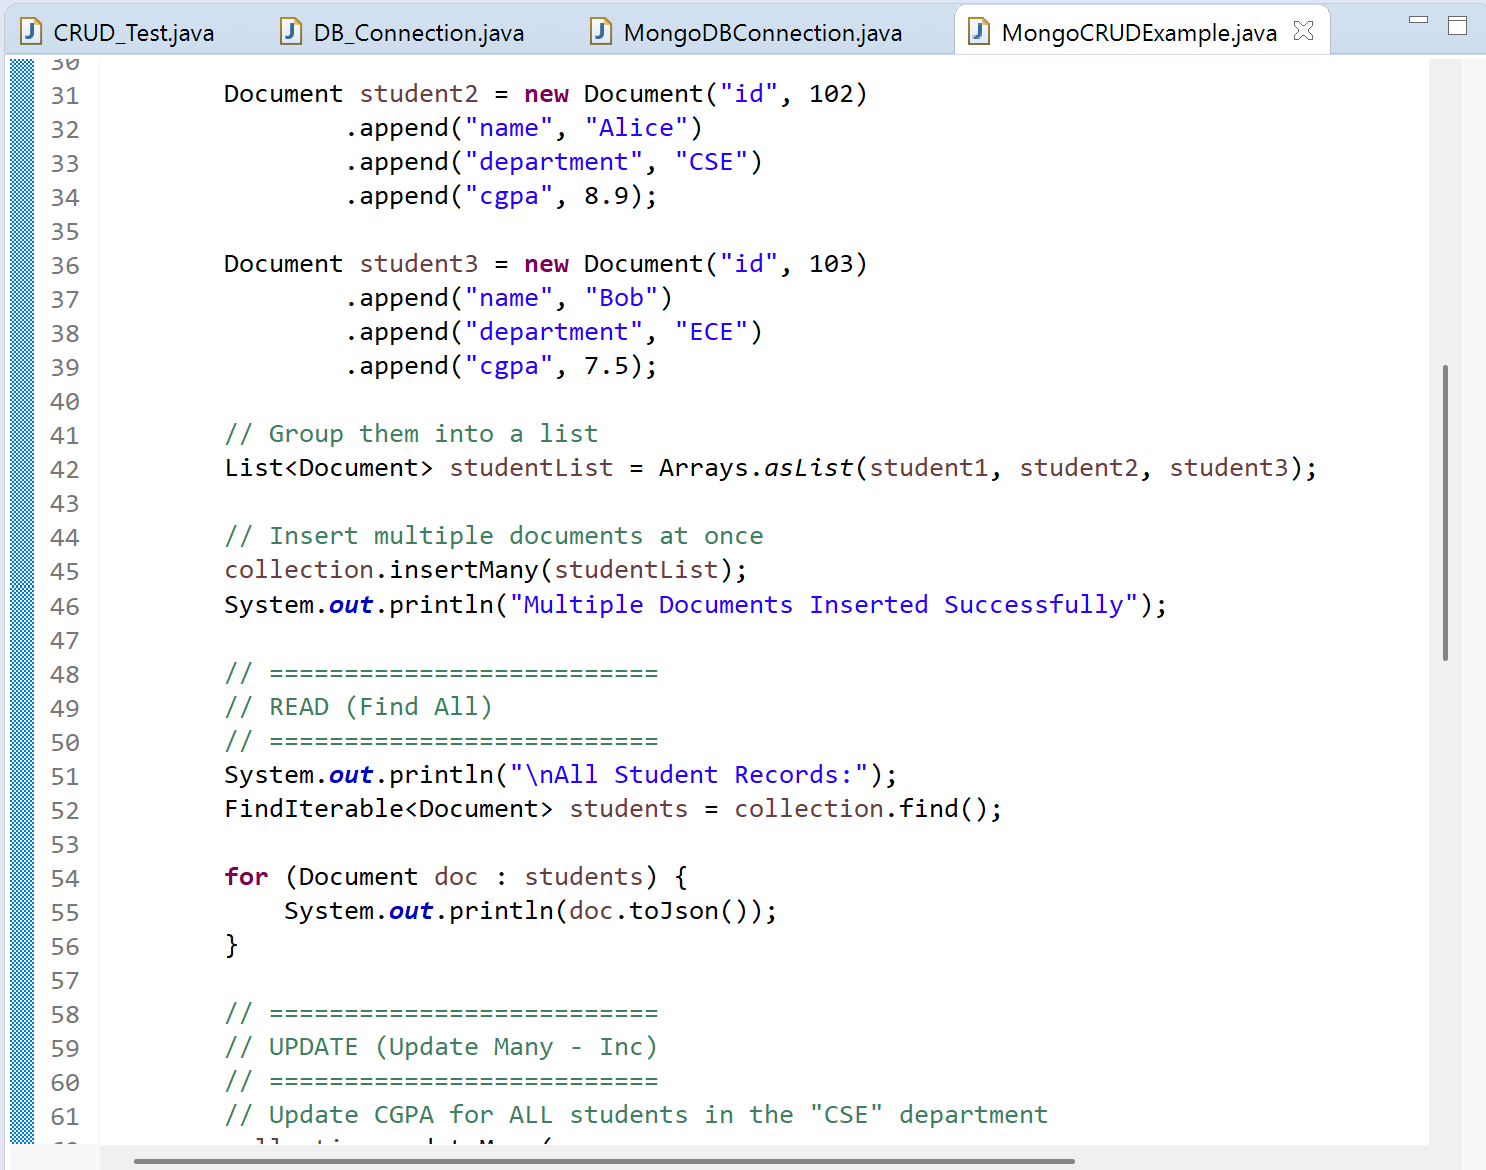 CRUD_Test.java DB_Connection.java MongoDBConnection.java MongoCRUDExample.java
30
31 Document student2 = new Document("id", 102)
32 .append("name", "Alice")
33 .append("department", "CSE")
34 .append("cgpa", 8.9);
35
36 Document student3 = new Document("id", 103)
37 .append("name", "Bob")
38 .append("department", "ECE")
39 .append("cgpa", 7.5);
40
41 // Group them into a list
42 List<Document> studentList = Arrays.asList(student1, student2, student3);
43
44 // Insert multiple documents at once
45 collection.insertMany(studentList);
46 System.out.println("Multiple Documents Inserted Successfully");
47
48 // ==========================
49 // READ (Find All)
50 // ==========================
51 System.out.println("\nAll Student Records:");
52 FindIterable<Document> students = collection.find();
53
54 for (Document doc : students) {
55 System.out.println(doc.toJson());
56 }
57
58 // ==========================
59 // UPDATE (Update Many - Inc)
60 // ==========================
61 // Update CGPA for ALL students in the "CSE" department